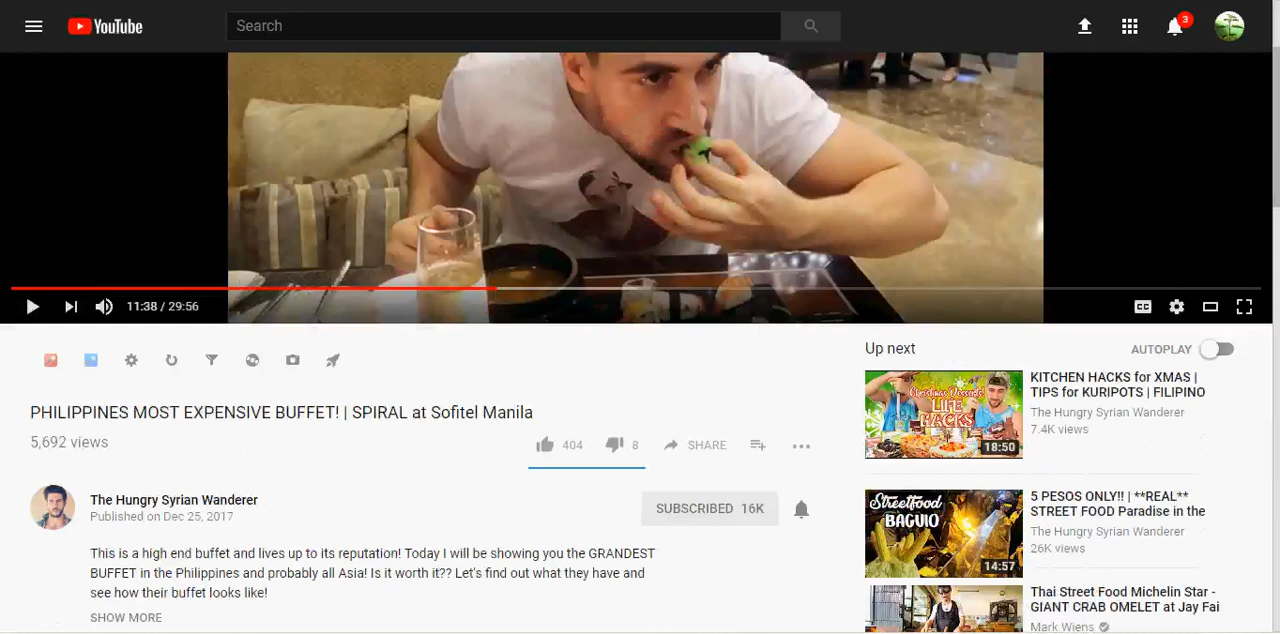 YouTube
Search
3
11:38 / 29:56
CC
Up next
AUTOPLAY
PHILIPPINES MOST EXPENSIVE BUFFET! | SPIRAL at Sofitel Manila
5,692 views
404
8
SHARE
The Hungry Syrian Wanderer
Published on Dec 25, 2017
SUBSCRIBED 16K
This is a high end buffet and lives up to its reputation! Today I will be showing you the GRANDEST
BUFFET in the Philippines and probably all Asia! Is it worth it?? Let's find out what they have and
see how their buffet looks like!
SHOW MORE
Christmas Desserts!
LIFE
HACKS
18:50
KITCHEN HACKS for XMAS |
TIPS for KURIPOTS | FILIPINO
The Hungry Syrian Wanderer
7.4K views
StreetFood
BAGUIO
14:57
5 PESOS ONLY!! | **REAL**
STREET FOOD Paradise in the
The Hungry Syrian Wanderer
26K views
Thai Street Food Michelin Star -
GIANT CRAB OMELET at Jay Fai
Mark Wiens